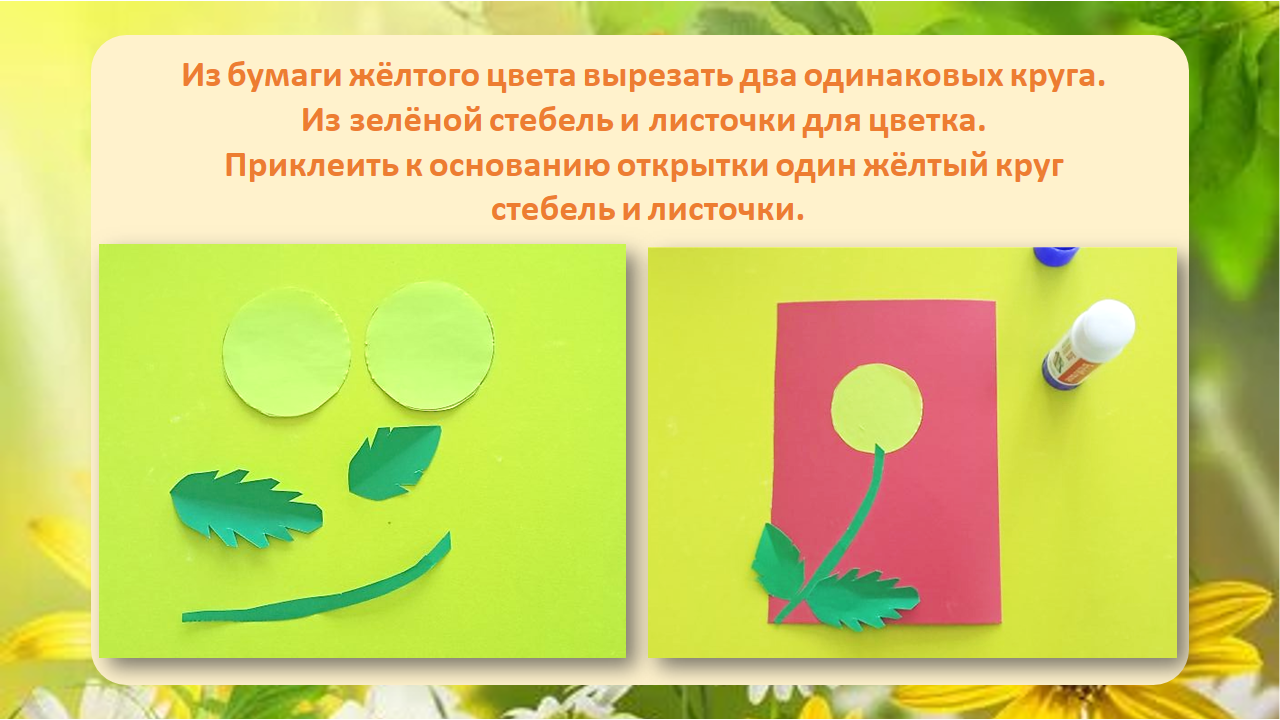 Из бумаги жёлтого цвета вырезать два одинаковых круга.
Из зелёной стебель и листочки для цветка.
Приклеить к основанию открытки один жёлтый круг
стебель и листочки.